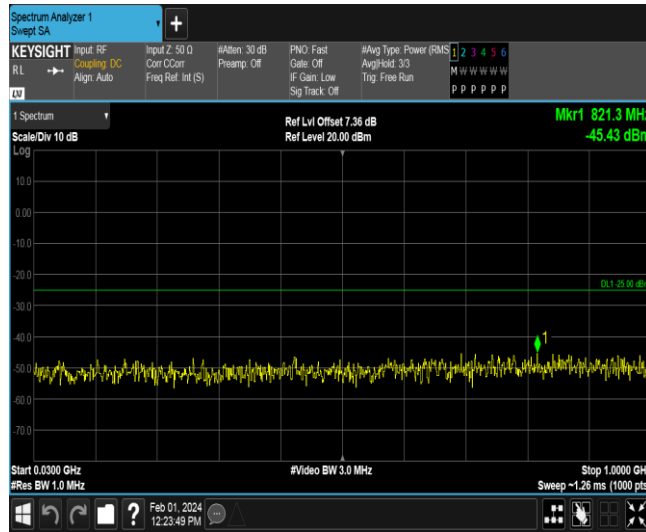 Spectrum Analyzer 1
Swept SA
KEYSIGHT
RL
LXI
Input: RF
Coupling: DC
Align: Auto
Input Z: 50 Ω
Corr CCorr
Freq Ref: Int (S)
#Atten: 30 dB
Preamp: Off
PNO: Fast
Gate: Off
IF Gain: Low
Sig Track: Off
#Avg Type: Power (RMS
Avg|Hold: 3/3
Trig: Free Run
1 2 3 4 5 6
M W W W W W
P P P P P P
1 Spectrum
Scale/Div 10 dB
Log
Ref Lvl Offset 7.36 dB
Ref Level 20.00 dBm
Mkr1 821.3 MHz
-45.43 dBm
10.0
0.00
-10.0
-20.0
DL1 -25.00 dBm
-30.0
-40.0
1
-50.0
-60.0
-70.0
Start 0.0300 GHz
#Res BW 1.0 MHz
#Video BW 3.0 MHz
Stop 1.0000 GHz
Sweep ~1.26 ms (1000 pts
?
Feb 01, 2024
12:23:49 PM